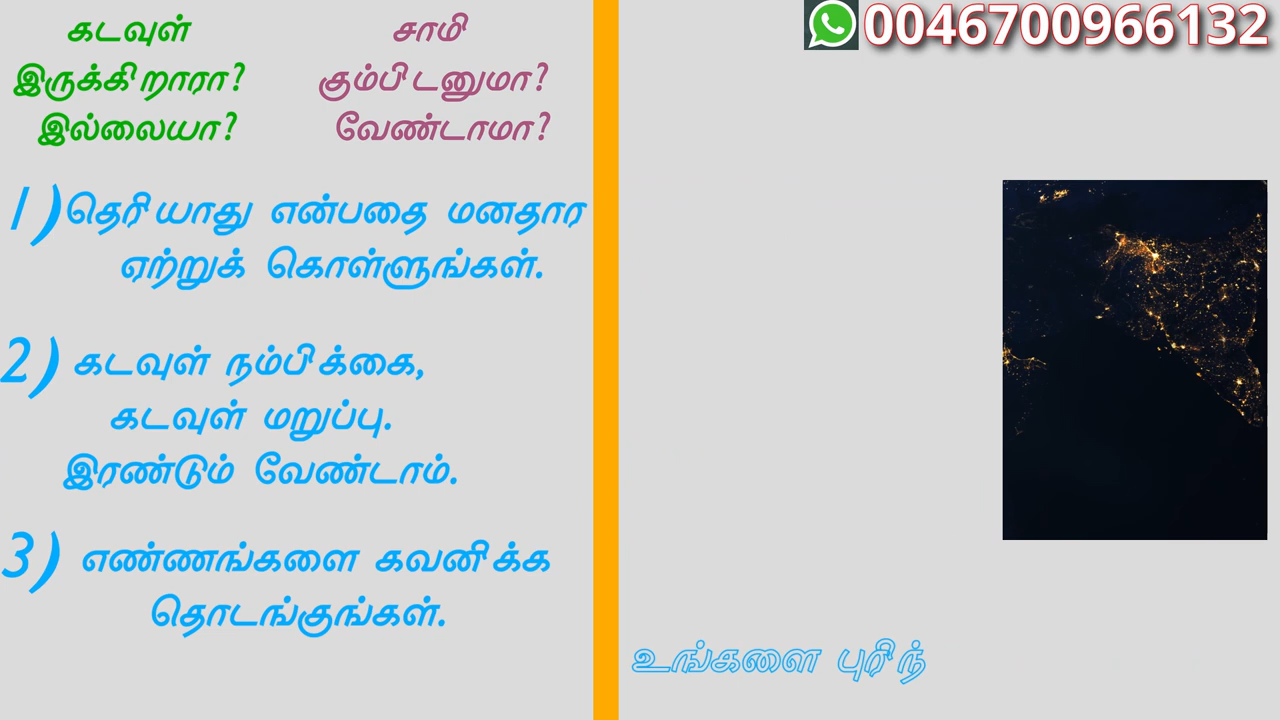 கடவுள்
இருக்கிறாரா?
இல்லையா?
சாமி
கும்பிடனுமா?
வேண்டாமா?
0046700966132
1)தெரியாது என்பதை மனதார
ஏற்றுக் கொள்ளுங்கள்.
2) கடவுள் நம்பிக்கை,
கடவுள் மறுப்பு.
இரண்டும் வேண்டாம்.
3) எண்ணங்களை கவனிக்க
தொடங்குங்கள்.
உங்களை புரிந்